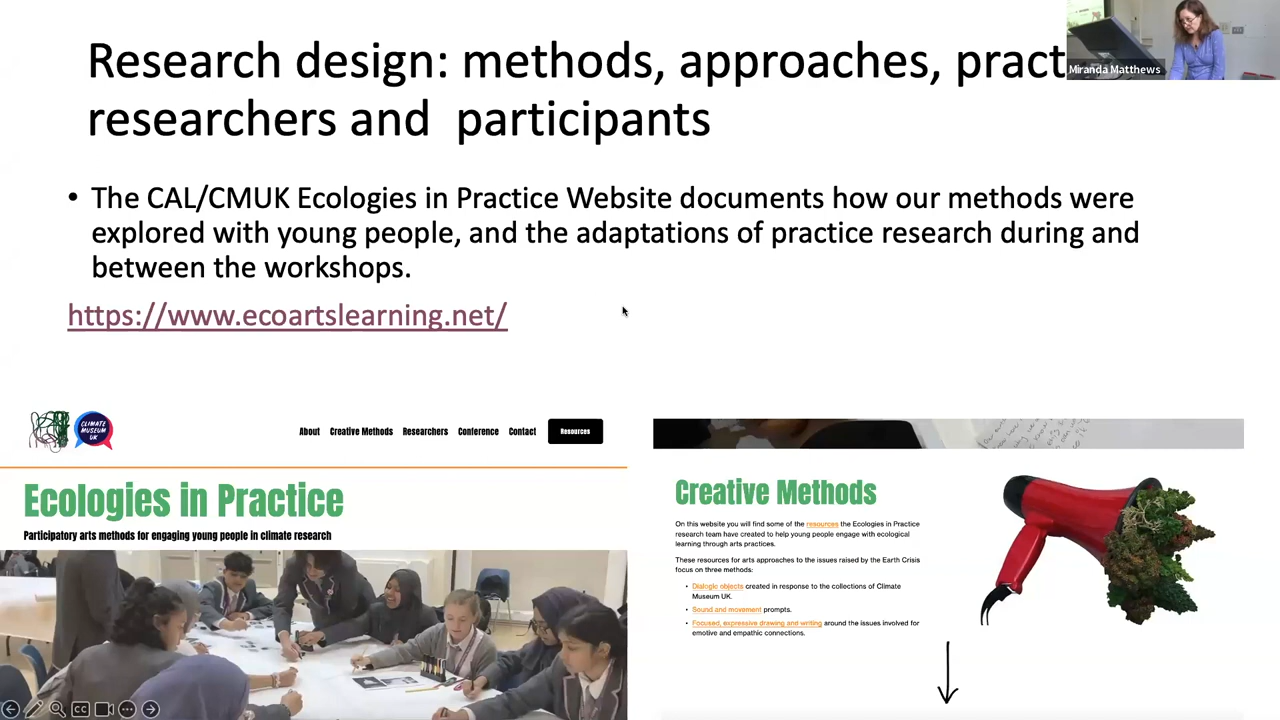 Research design: methods, approaches, pract
researchers and participants
Miranda Matthews
• The CAL/CMUK Ecologies in Practice Website documents how our methods were
explored with young people, and the adaptations of practice research during and
between the workshops.
https://www.ecoartslearning.net/
CLIMATE
MUSEUM
UK
About Creative Methods Researchers Conference Contact Resources
Ecologies in Practice
Participatory arts methods for engaging young people in climate research
Creative Methods
On this website you will find some of the resources the Ecologies in Practice
research team have created to help young people engage with ecological
learning through arts practices.
These resources for arts approaches to the issues raised by the Earth Crisis
focus on three methods:
• Dialogic objects created in response to the collections of Climate
Museum UK.
• Sound and movement prompts.
• Focused, expressive drawing and writing around the issues involved for
emotive and empathic connections.
CC